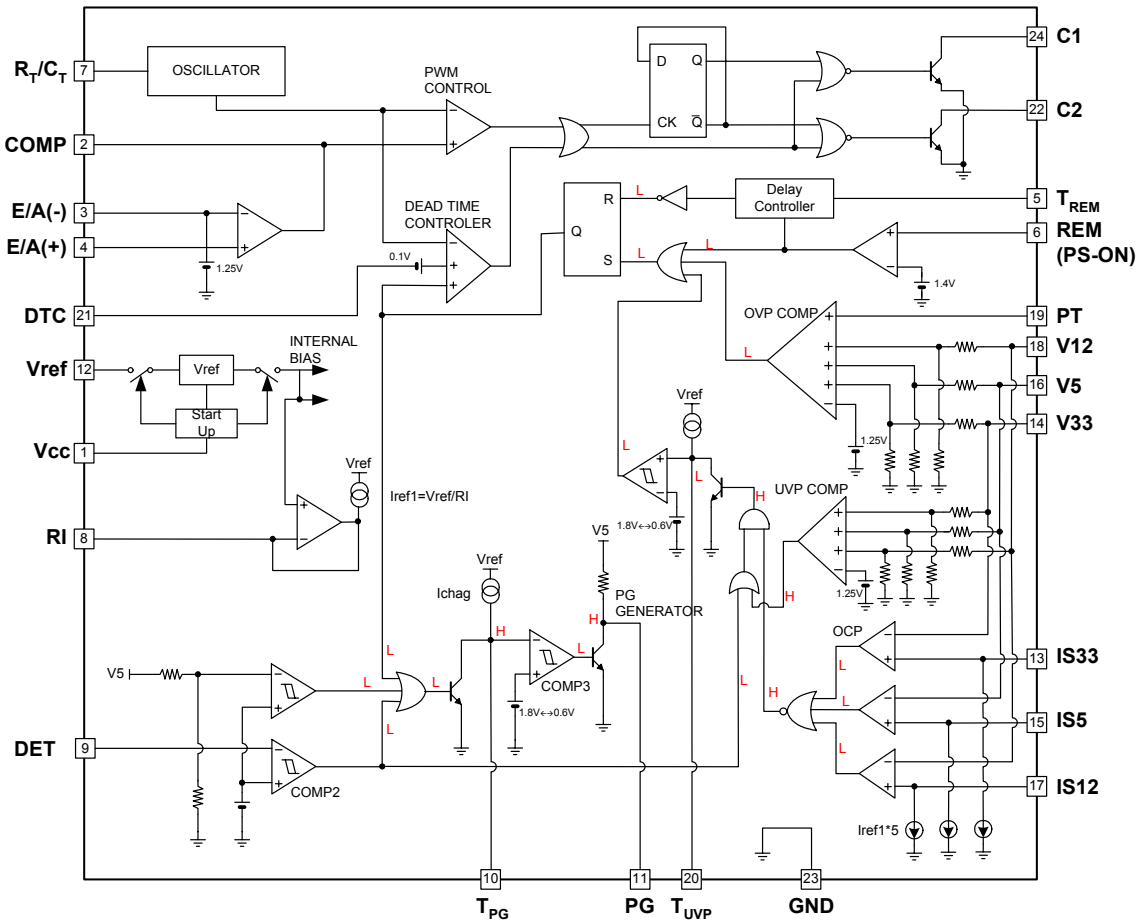 24 C1
R_T/C_T 7 OSCILLATOR
PWM
CONTROL
D Q
CK Q̅
22 C2
COMP 2
− +
E/A(-) 3
E/A(+) 4
− +
1.25V
DEAD TIME
CONTROLER
− + +
0.1V
DTC 21
R
Q
S
L
L
L
Delay
Controller
5 T_REM
6 REM
(PS-ON)
+ −
1.4V
OVP COMP
+ + + + −
1.25V
L
19 PT
18 V12
16 V5
14 V33
Vref 12
Vref
INTERNAL
BIAS
Start
Up
Vcc 1
Vref
+ −
RI 8
Iref1=Vref/RI
Vref
L
+ −
L
1.8V↔0.6V
H
UVP COMP
+ + + −
1.25V
H
V5
PG
GENERATOR
H
Vref
Ichag
H
− +
L
COMP3
1.8V↔0.6V
L
V5
− +
L
L
L
DET 9
− +
COMP2
L
H
OCP
− +
L
13 IS33
− +
L
15 IS5
− +
L
17 IS12
Iref1*5
10 11 20 23
T_PG PG T_UVP GND